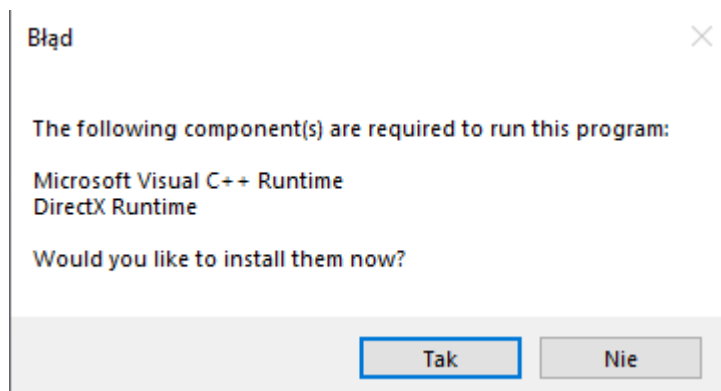 Błąd
The following component(s) are required to run this program:
Microsoft Visual C++ Runtime
DirectX Runtime
Would you like to install them now?
Tak
Nie